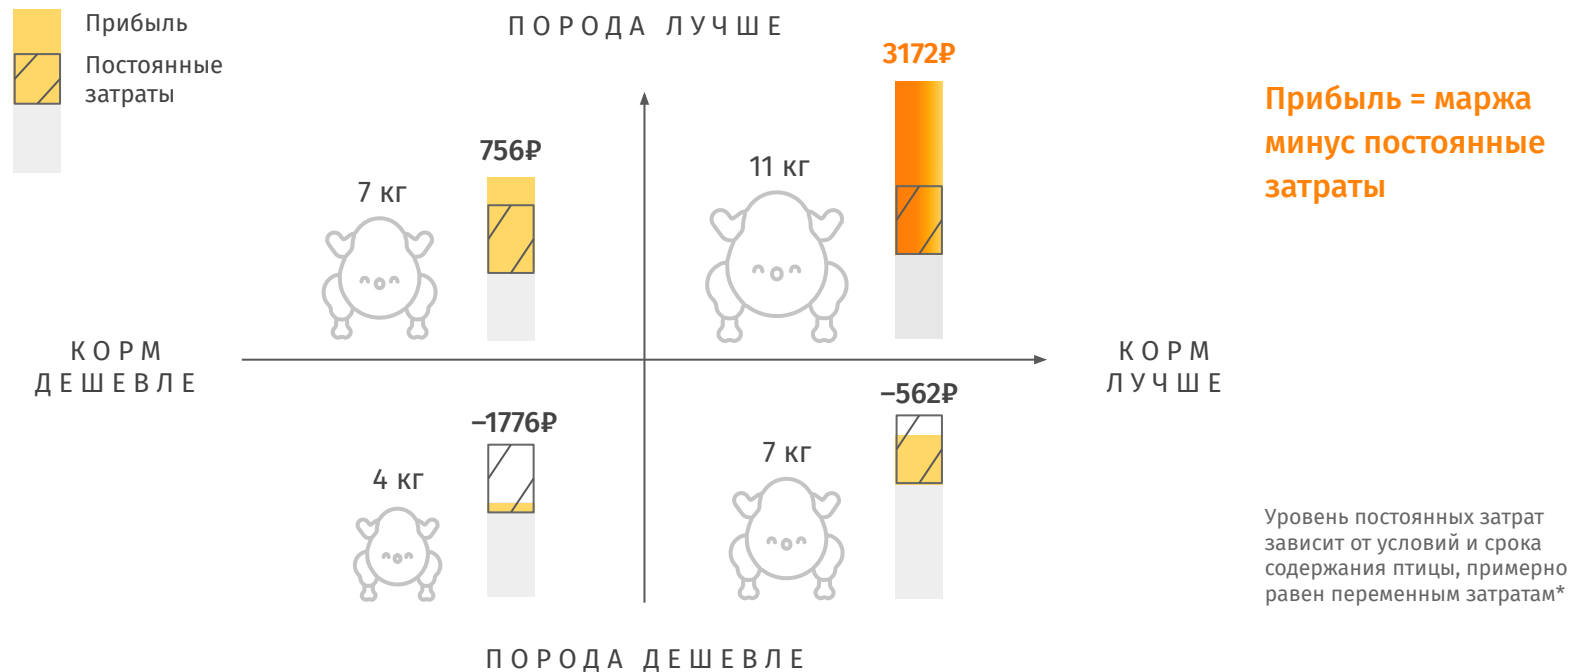 Прибыль
Постоянные
затраты
ПОРОДА ЛУЧШЕ
3172₽
Прибыль = маржа
минус постоянные
затраты
756₽
7 кг
11 кг
КОРМ
ДЕШЕВЛЕ
КОРМ
ЛУЧШЕ
–1776₽
4 кг
–562₽
7 кг
Уровень постоянных затрат
зависит от условий и срока
содержания птицы, примерно
равен переменным затратам*
ПОРОДА ДЕШЕВЛЕ